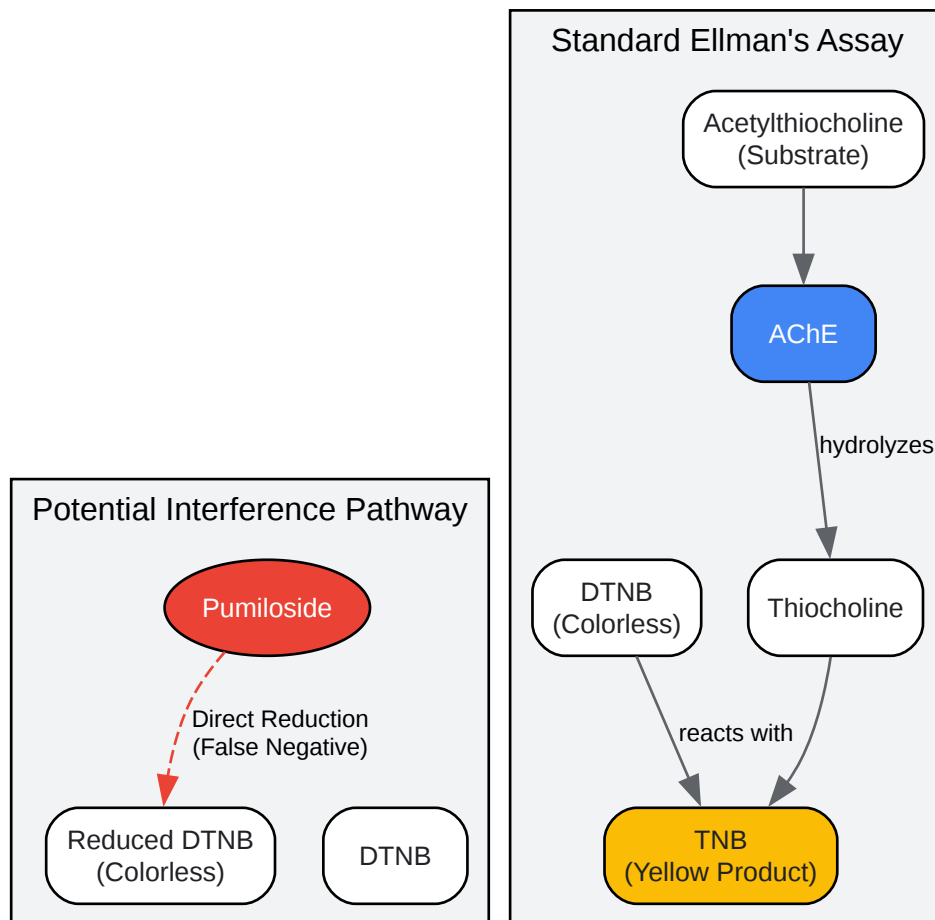 Standard Ellman's Assay
Acetylthiocholine
(Substrate)
AChE
hydrolyzes
DTNB
(Colorless)
Thiocholine
reacts with
TNB
(Yellow Product)
Potential Interference Pathway
Pumiloside
Direct Reduction
(False Negative)
Reduced DTNB
(Colorless)
DTNB